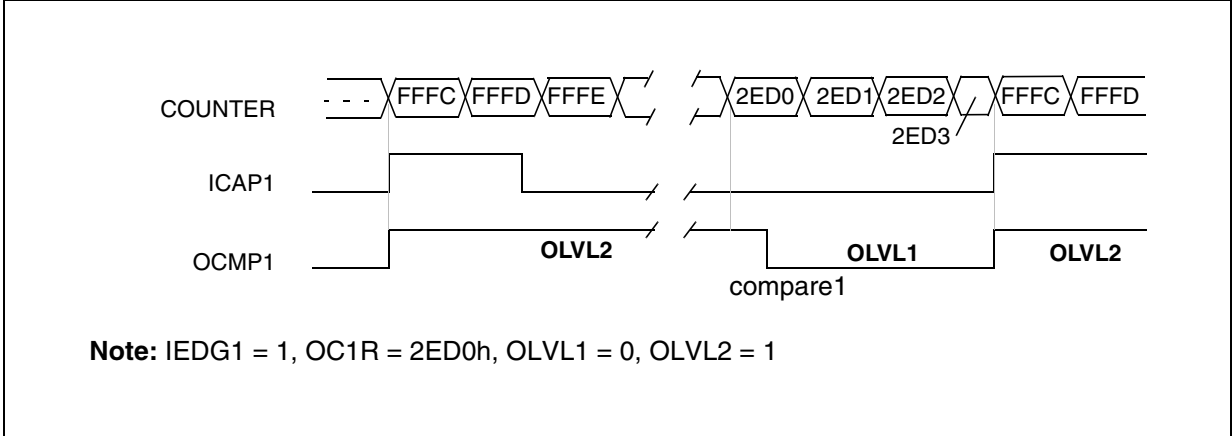 COUNTER - - - - FFFC FFFD FFFE 2ED0 2ED1 2ED2 FFFC FFFD
2ED3
ICAP1
OCMP1 OLVL2 OLVL1 OLVL2
compare1
Note: IEDG1 = 1, OC1R = 2ED0h, OLVL1 = 0, OLVL2 = 1